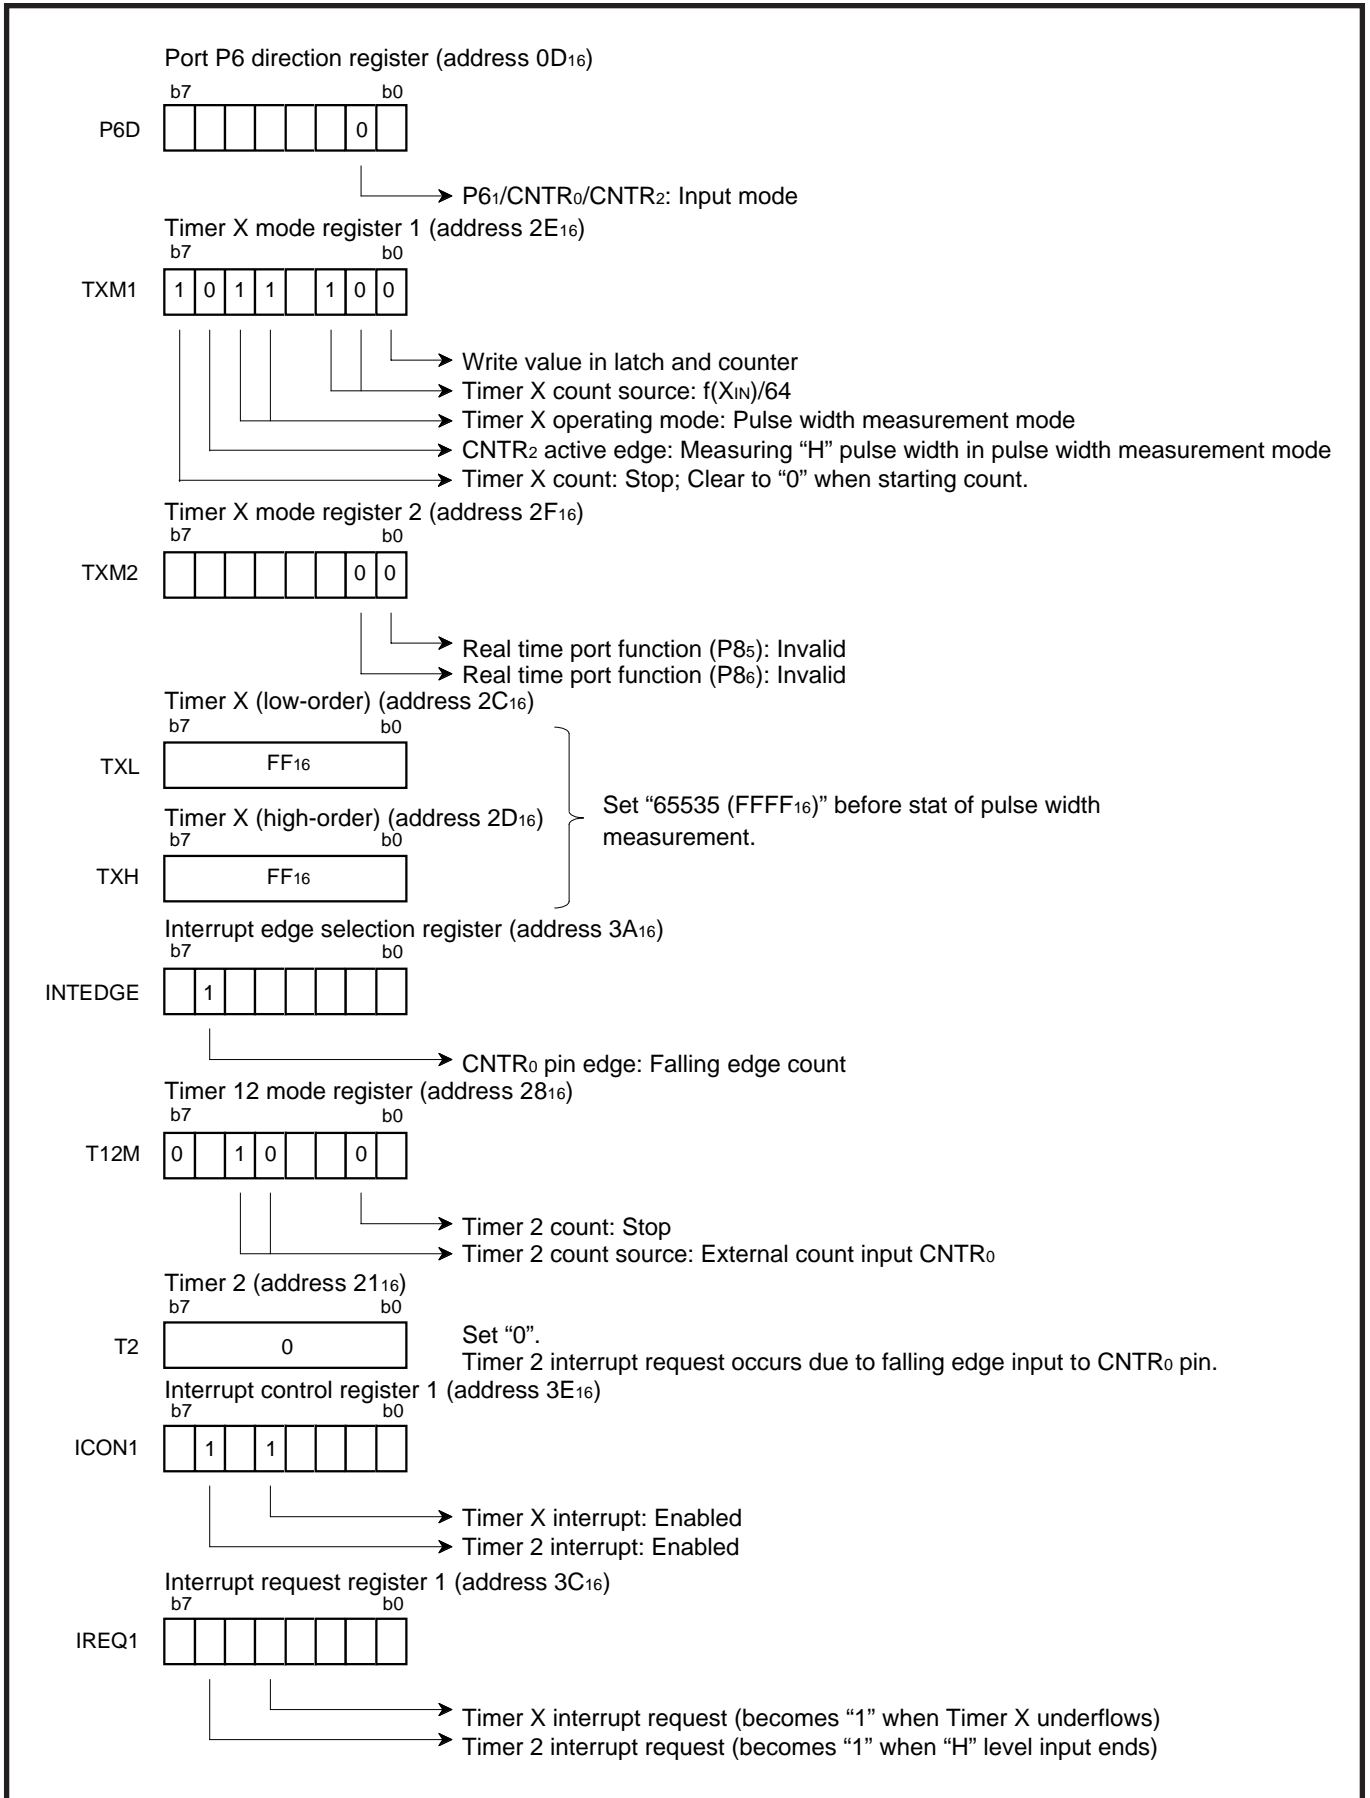 Port P6 direction register (address 0D16)
b7 b0
P6D 0
P61/CNTR0/CNTR2: Input mode
Timer X mode register 1 (address 2E16)
b7 b0
TXM1 1 0 1 1 1 0 0
Write value in latch and counter
Timer X count source: f(XIN)/64
Timer X operating mode: Pulse width measurement mode
CNTR2 active edge: Measuring “H” pulse width in pulse width measurement mode
Timer X count: Stop; Clear to “0” when starting count.
Timer X mode register 2 (address 2F16)
b7 b0
TXM2 0 0
Real time port function (P85): Invalid
Real time port function (P86): Invalid
Timer X (low-order) (address 2C16)
b7 b0
TXL FF16
Set “65535 (FFFF16)” before stat of pulse width
measurement.
Timer X (high-order) (address 2D16)
b7 b0
TXH FF16
Interrupt edge selection register (address 3A16)
b7 b0
INTEDGE 1
CNTR0 pin edge: Falling edge count
Timer 12 mode register (address 2816)
b7 b0
T12M 0 1 0 0
Timer 2 count: Stop
Timer 2 count source: External count input CNTR0
Timer 2 (address 2116)
b7 b0
T2 0
Set “0”.
Timer 2 interrupt request occurs due to falling edge input to CNTR0 pin.
Interrupt control register 1 (address 3E16)
b7 b0
ICON1 1 1
Timer X interrupt: Enabled
Timer 2 interrupt: Enabled
Interrupt request register 1 (address 3C16)
b7 b0
IREQ1
Timer X interrupt request (becomes “1” when Timer X underflows)
Timer 2 interrupt request (becomes “1” when “H” level input ends)